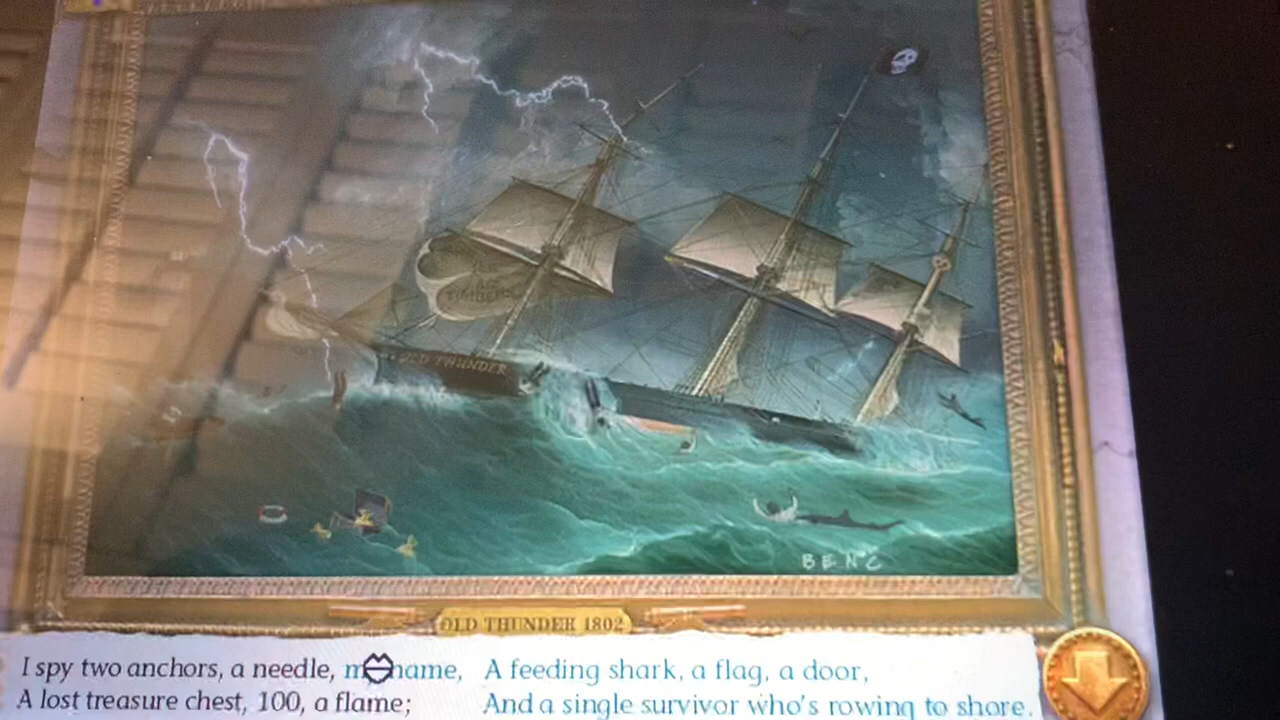 OLD THUNDER
OLD THUNDER 1802
I spy two anchors, a needle, name,
A lost treasure chest, 100, a flame;
A feeding shark, a flag, a door,
And a single survivor who's rowing to shore.